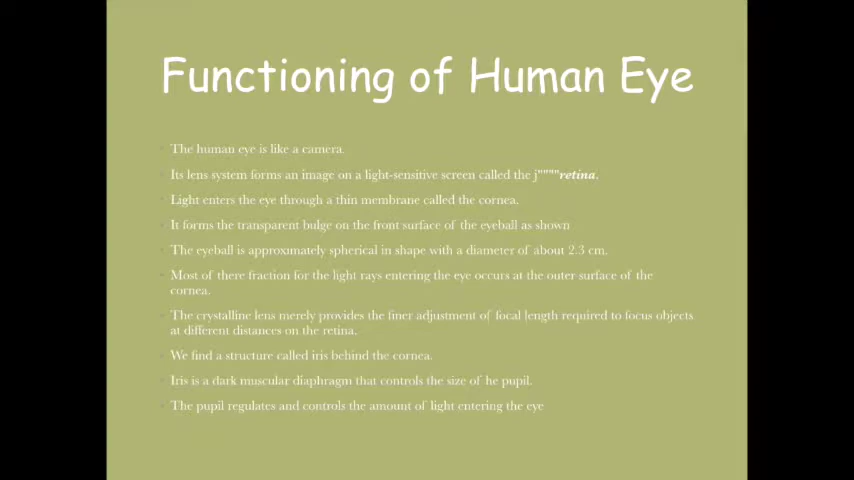 Functioning of Human Eye
The human eye is like a camera.
Its lens system forms an image on a light-sensitive screen called the j""""retina.
Light enters the eye through a thin membrane called the cornea.
It forms the transparent bulge on the front surface of the eyeball as shown
The eyeball is approximately spherical in shape with a diameter of about 2.3 cm.
Most of there fraction for the light rays entering the eye occurs at the outer surface of the
cornea.
The crystalline lens merely provides the finer adjustment of focal length required to focus objects
at different distances on the retina.
We find a structure called iris behind the cornea.
Iris is a dark muscular diaphragm that controls the size of he pupil.
The pupil regulates and controls the amount of light entering the eye